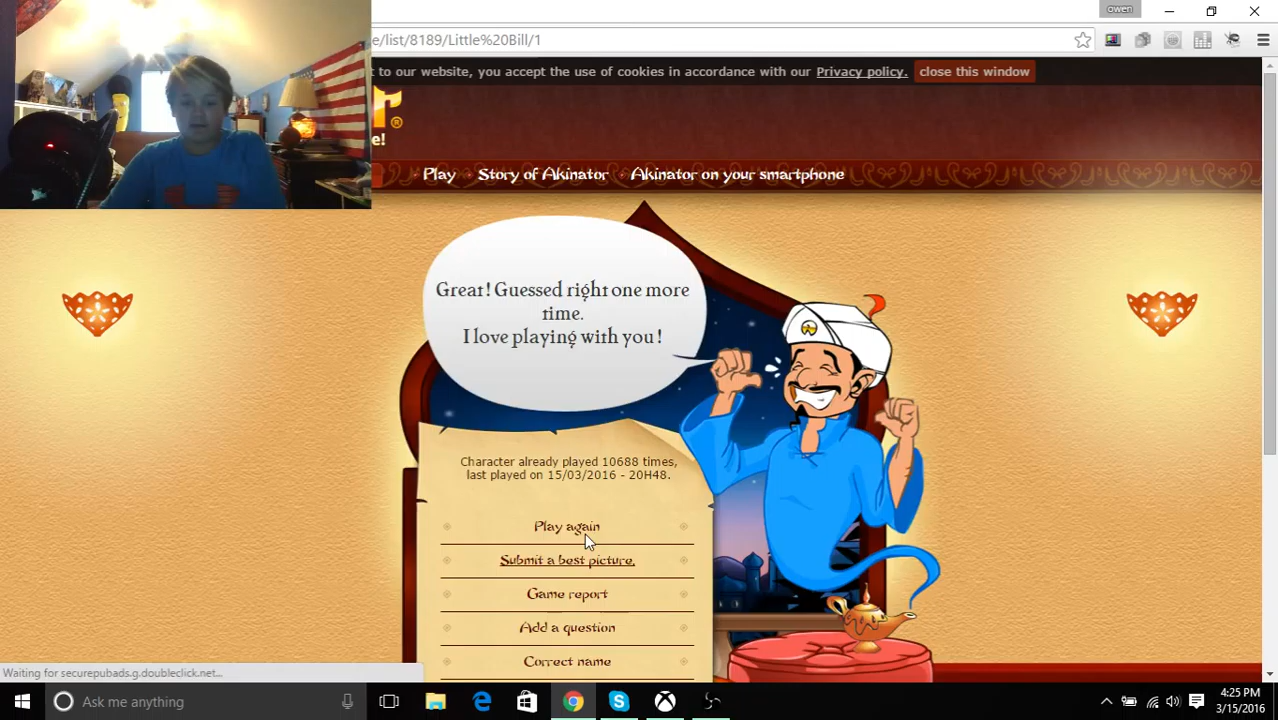 owen
e/list/8189/Little%20Bill/1
t to our website, you accept the use of cookies in accordance with our Privacy policy. close this window
r®
e!
Play · Story of Akinator · Akinator on your smartphone
Great! Guessed right one more
time.
I love playing with you !
Character already played 10688 times,
last played on 15/03/2016 - 20H48.
Play again
Submit a best picture.
Game report
Add a question
Correct name
Waiting for securepubads.g.doubleclick.net...
Ask me anything
4:25 PM
3/15/2016